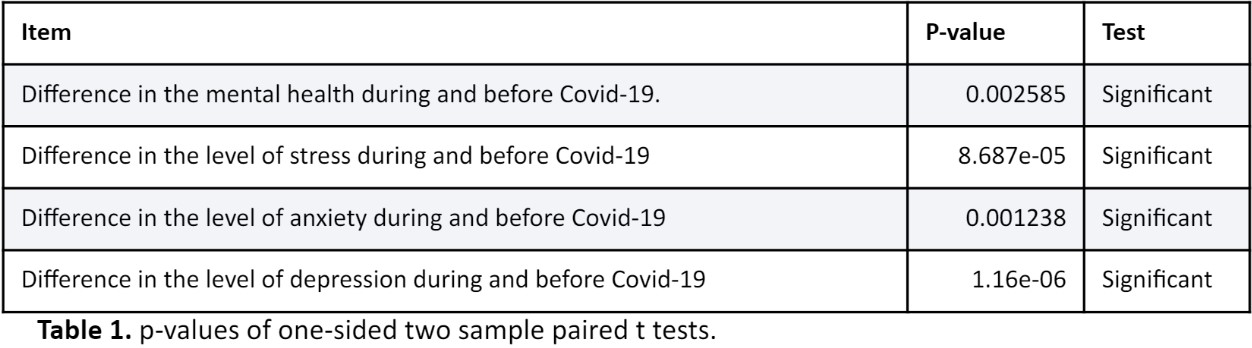 Item P-value Test
Difference in the mental health during and before Covid-19. 0.002585 Significant
Difference in the level of stress during and before Covid-19 8.687e-05 Significant
Difference in the level of anxiety during and before Covid-19 0.001238 Significant
Difference in the level of depression during and before Covid-19 1.16e-06 Significant
Table 1. p-values of one-sided two sample paired t tests.